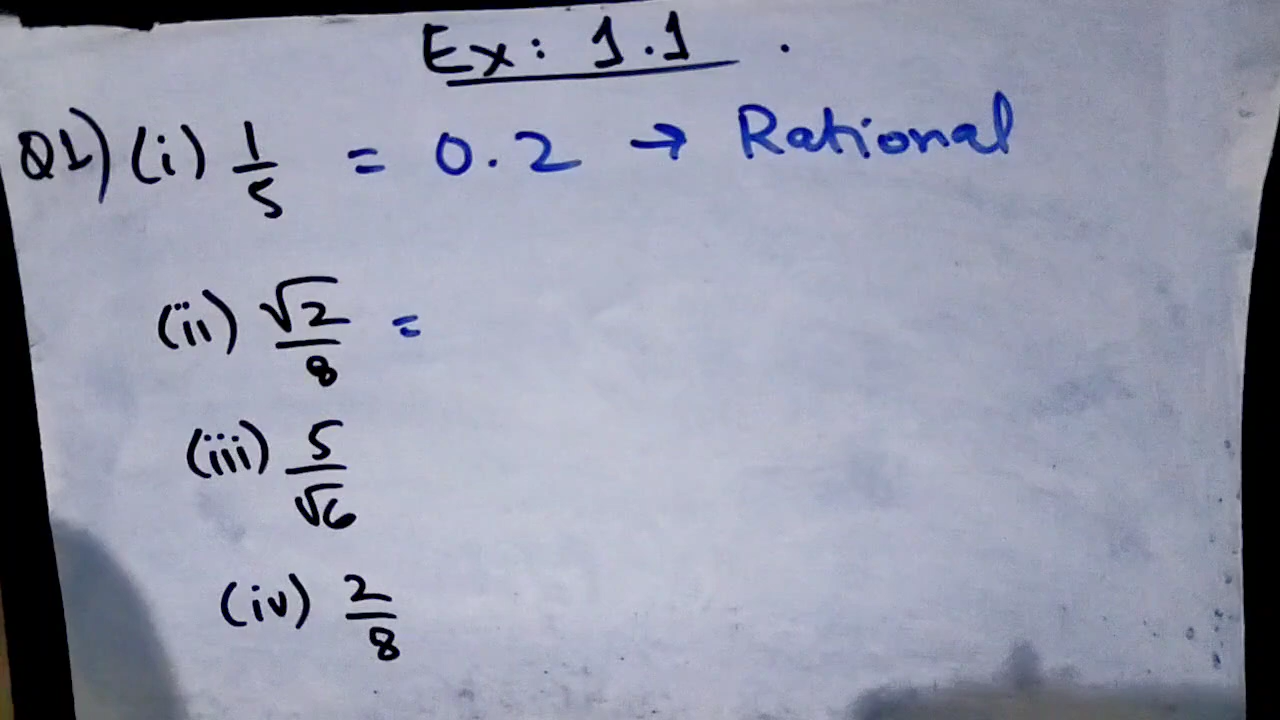 Ex: 1.1 .
Q1) (i) 1/5 = 0.2 → Rational
(ii) √2/8 =
(iii) 5/√6
(iv) 2/8